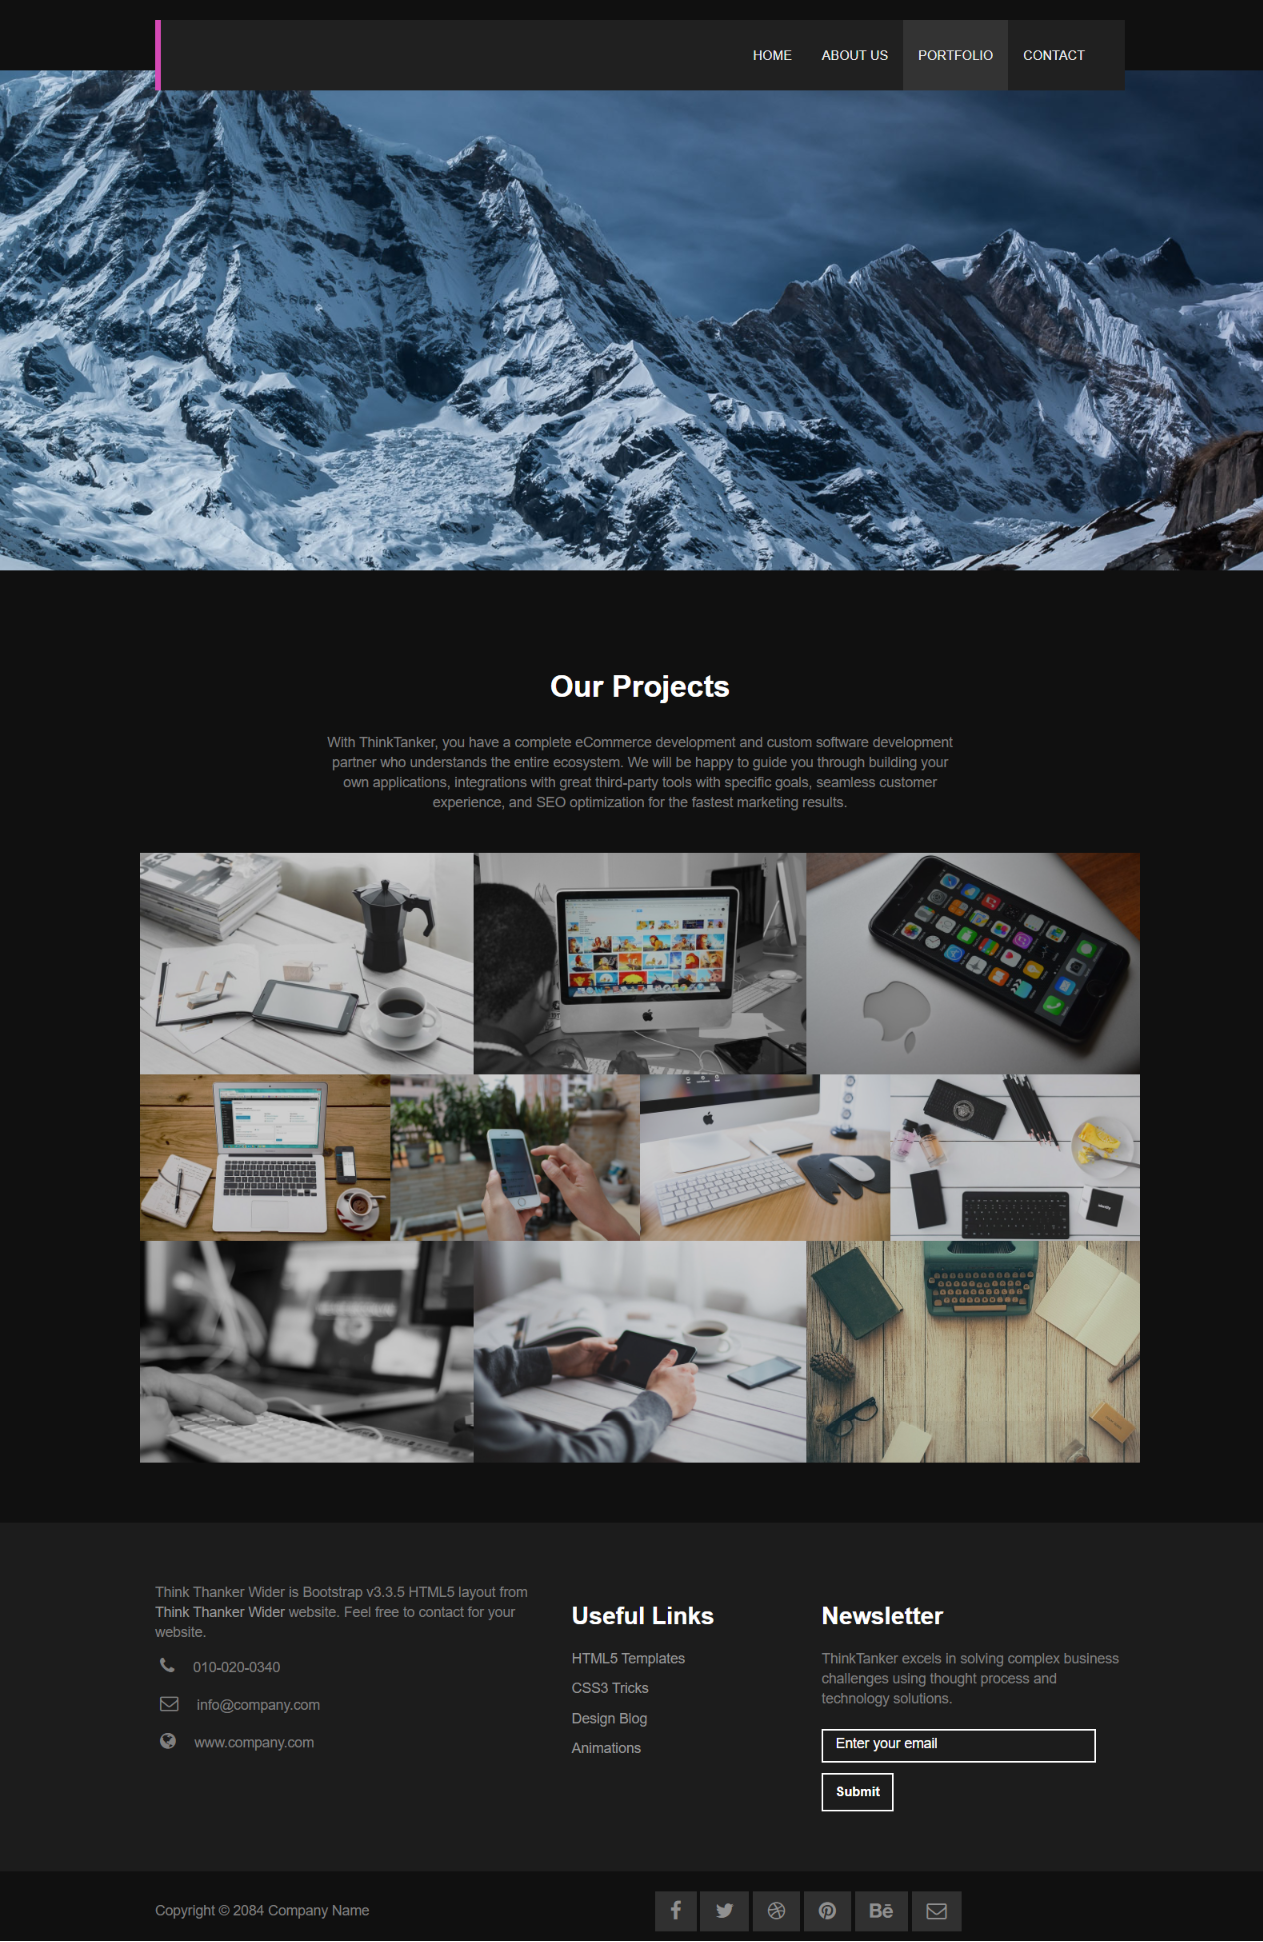 HOME ABOUT US PORTFOLIO CONTACT
Our Projects
With ThinkTanker, you have a complete eCommerce development and custom software development
partner who understands the entire ecosystem. We will be happy to guide you through building your
own applications, integrations with great third-party tools with specific goals, seamless customer
experience, and SEO optimization for the fastest marketing results.
Think Thanker Wider is Bootstrap v3.3.5 HTML5 layout from
Think Thanker Wider website. Feel free to contact for your
website.
010-020-0340
info@company.com
www.company.com
Useful Links
HTML5 Templates
CSS3 Tricks
Design Blog
Animations
Newsletter
ThinkTanker excels in solving complex business
challenges using thought process and
technology solutions.
Enter your email
Submit
Copyright © 2084 Company Name
Bē